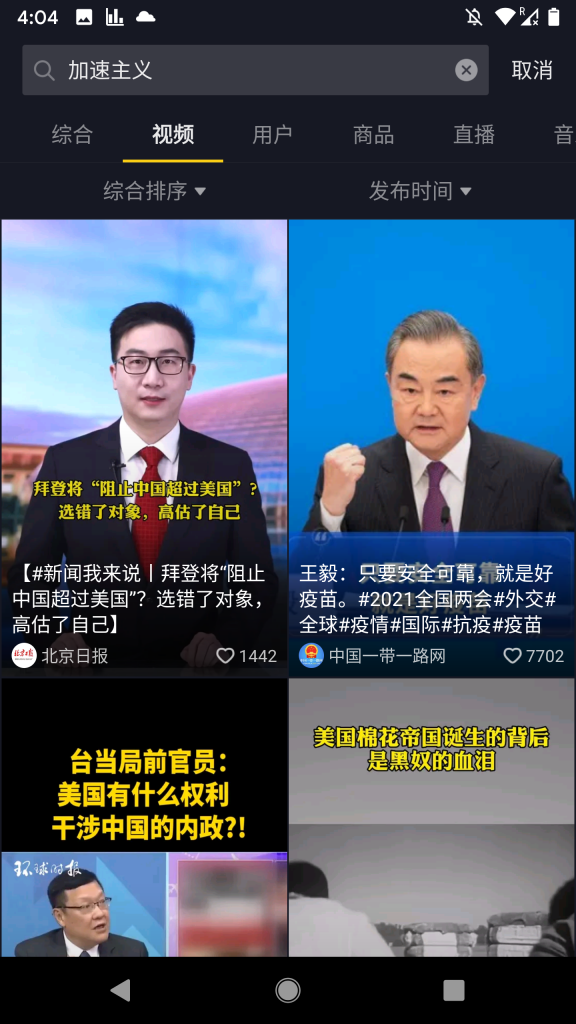 4:04
R
加速主义
取消
综合 视频 用户 商品 直播 音
综合排序 发布时间
拜登将“阻止中国超过美国”?
选错了对象,高估了自己
【#新闻我来说丨拜登将“阻止
中国超过美国”?选错了对象,
高估了自己】
北京日报 1442
王毅:只要安全可靠,就是好
疫苗。#2021全国两会#外交#
全球#疫情#国际#抗疫#疫苗
中国一带一路网 7702
台当局前官员:
美国有什么权利
干涉中国的内政?!
环球时报
美国棉花帝国诞生的背后
是黑奴的血泪